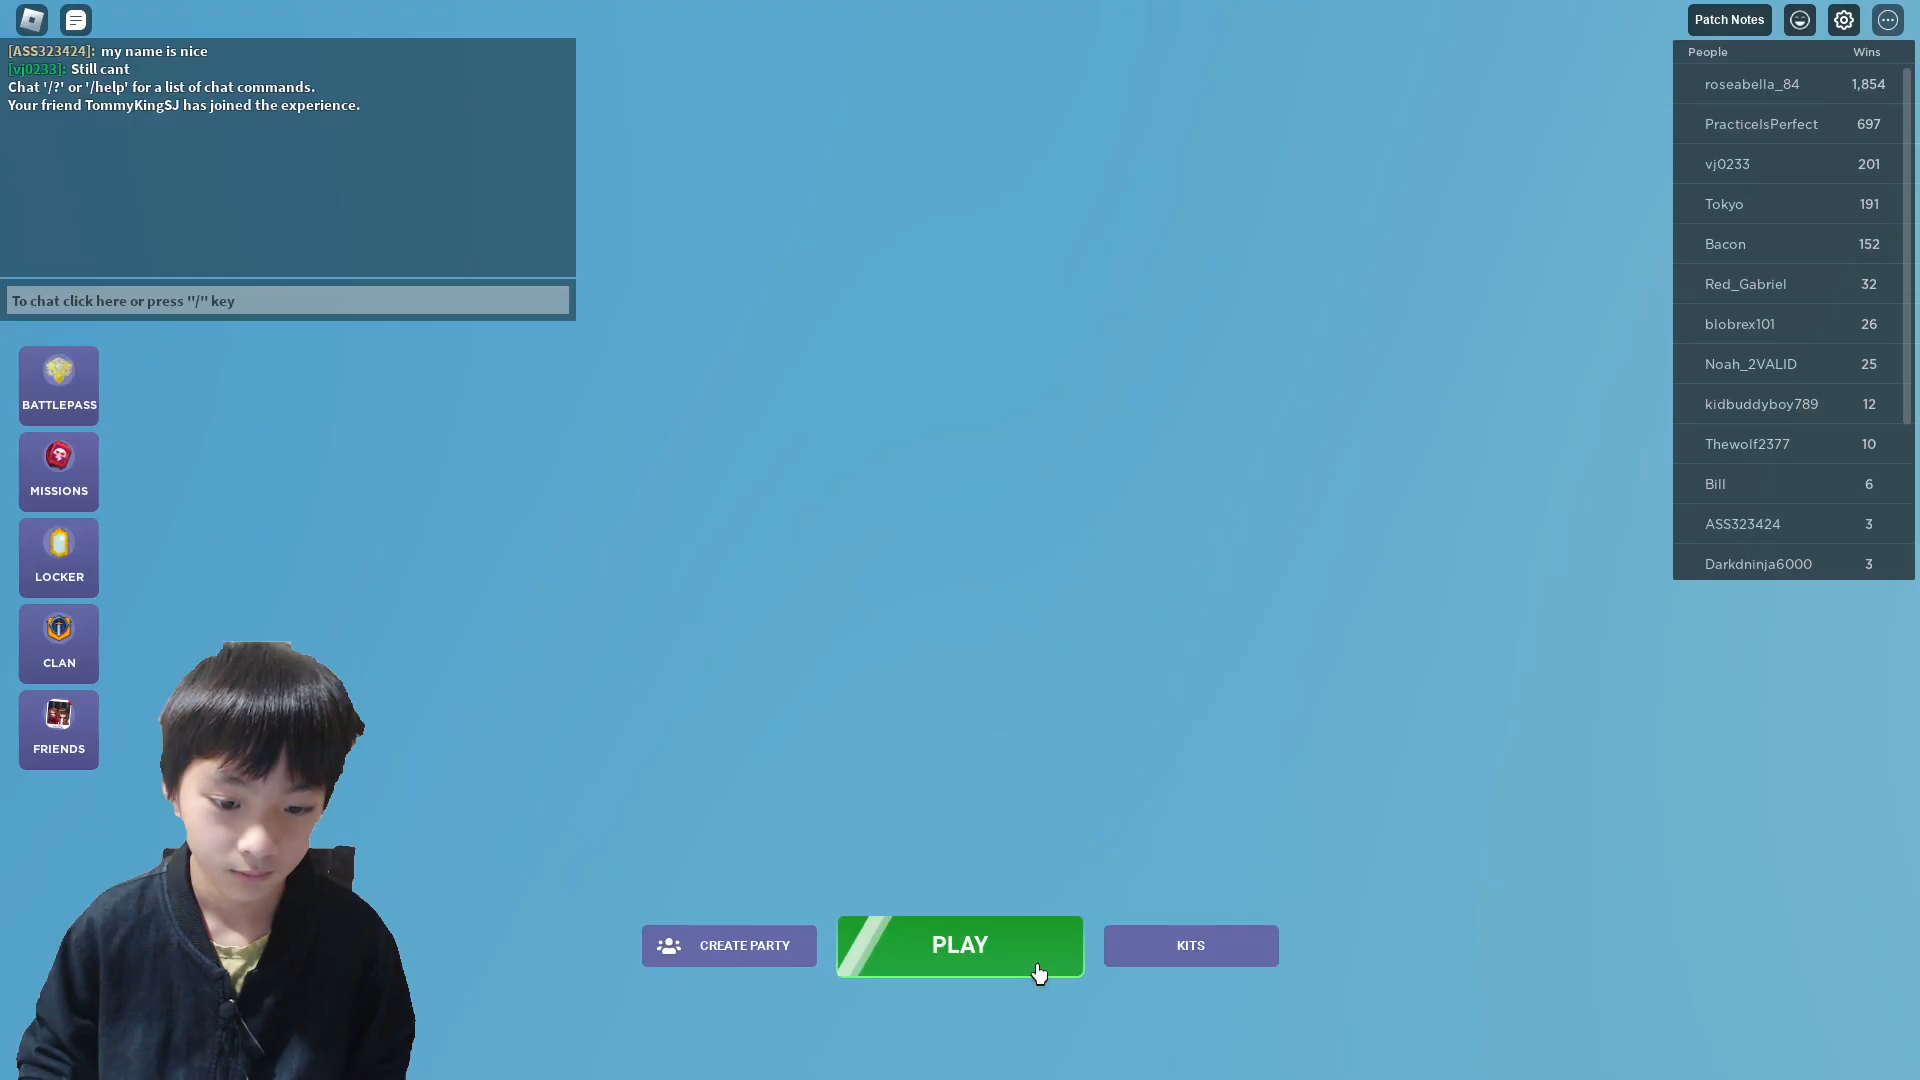 Patch Notes
[ASS323424]: my name is nice
[vj0233]: Still cant
Chat '/?' or '/help' for a list of chat commands.
Your friend TommyKingSJ has joined the experience.
To chat click here or press "/" key
People Wins
roseabella_84 1,854
PracticeIsPerfect 697
vj0233 201
Tokyo 191
Bacon 152
Red_Gabriel 32
blobrex101 26
Noah_2VALID 25
kidbuddyboy789 12
Thewolf2377 10
Bill 6
ASS323424 3
Darkdninja6000 3
BATTLEPASS
MISSIONS
LOCKER
CLAN
FRIENDS
CREATE PARTY
PLAY
KITS